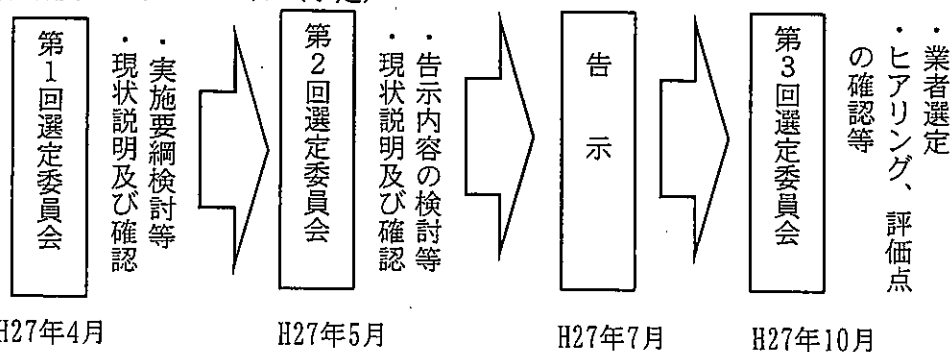 第1回選定委員会
・実施要綱検討等
・現状説明及び確認
第2回選定委員会
・告示内容の検討等
・現状説明及び確認
告示
第3回選定委員会
・業者選定
・ヒアリング、評価点
の確認等
H27年4月
H27年5月
H27年7月
H27年10月